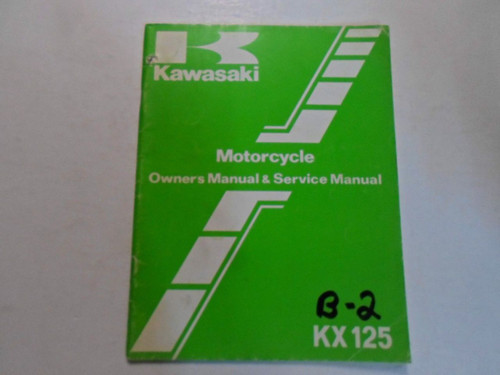 K
Kawasaki
Motorcycle
Owners Manual & Service Manual
B-2
KX125